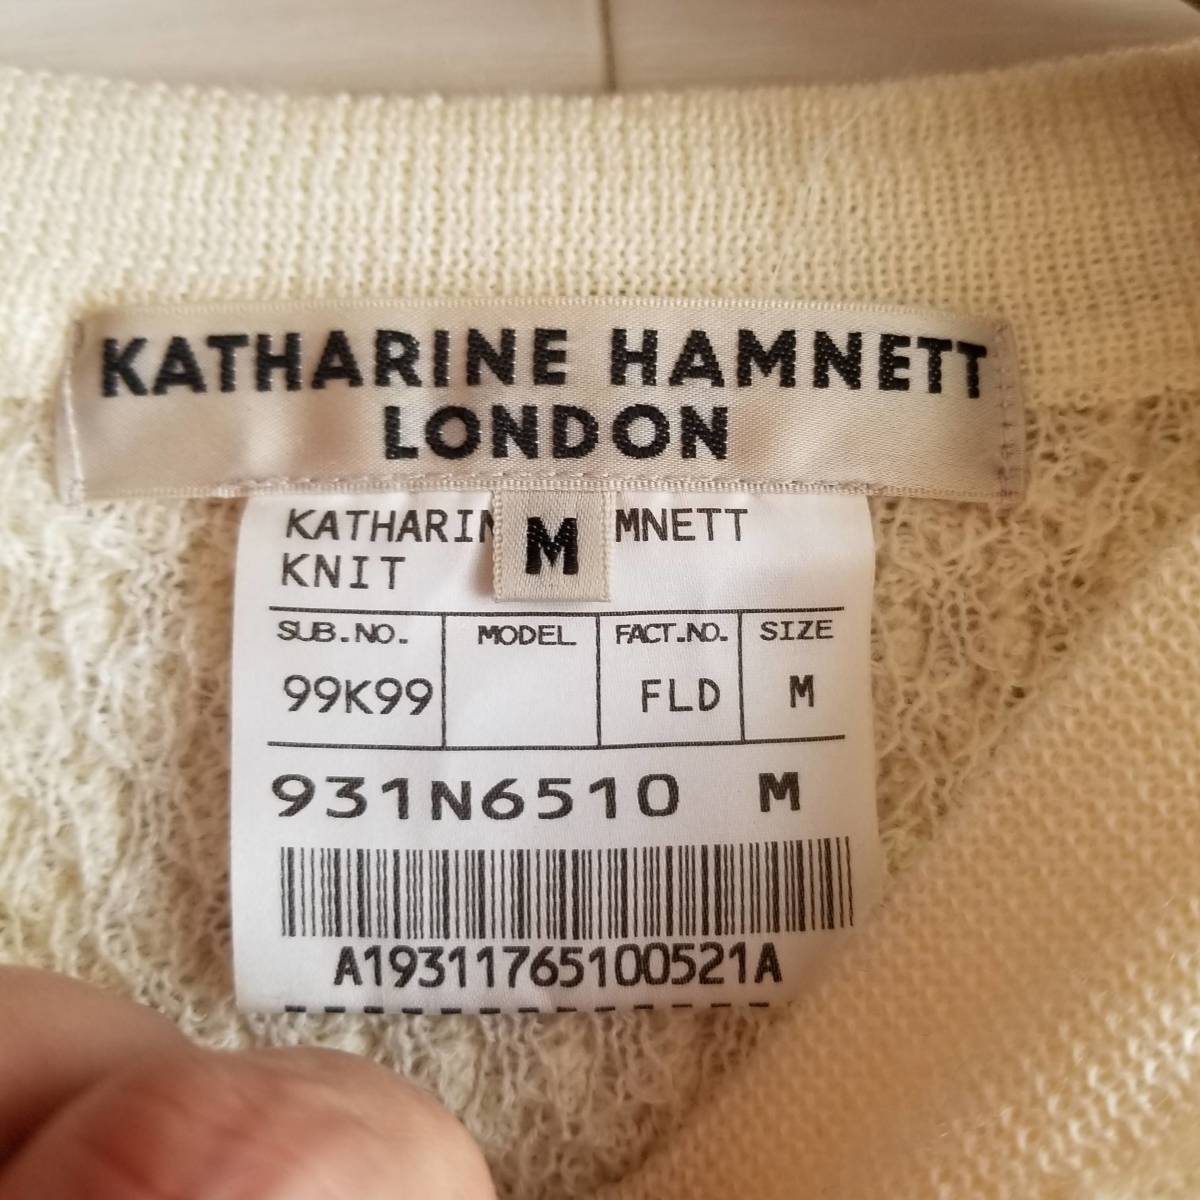 KATHARINE HAMNETT
LONDON
M
KATHARIN MNETT
KNIT
SUB.NO. MODEL FACT.NO. SIZE
99K99 FLD M
931N6510 M
A19311765100521A